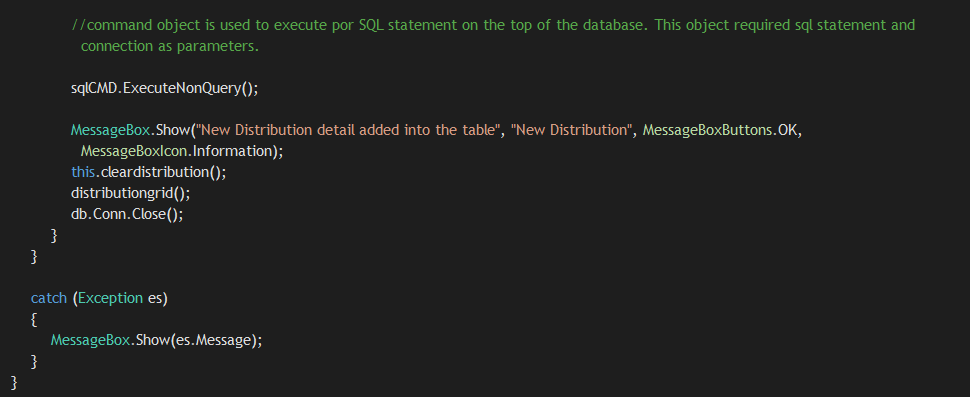 //command object is used to execute por SQL statement on the top of the database. This object required sql statement and
connection as parameters.
sqlCMD.ExecuteNonQuery();
MessageBox.Show("New Distribution detail added into the table", "New Distribution", MessageBoxButtons.OK,
MessageBoxIcon.Information);
this.cleardistribution();
distributiongrid();
db.Conn.Close();
}
}
catch (Exception es)
{
MessageBox.Show(es.Message);
}
}